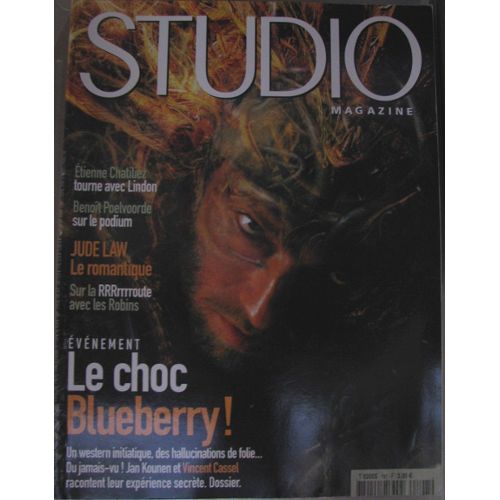 STUDIO
MAGAZINE
Étienne Chatiliez
tourne avec Lindon
Benoît Poelvoorde
sur le podium
JUDE LAW
Le romantique
Sur la RRRrrrroute
avec les Robins
ÉVÉNEMENT
Le choc
Blueberry !
Un western initiatique, des hallucinations de folie...
Du jamais-vu ! Jan Kounen et Vincent Cassel
racontent leur expérience secrète. Dossier.